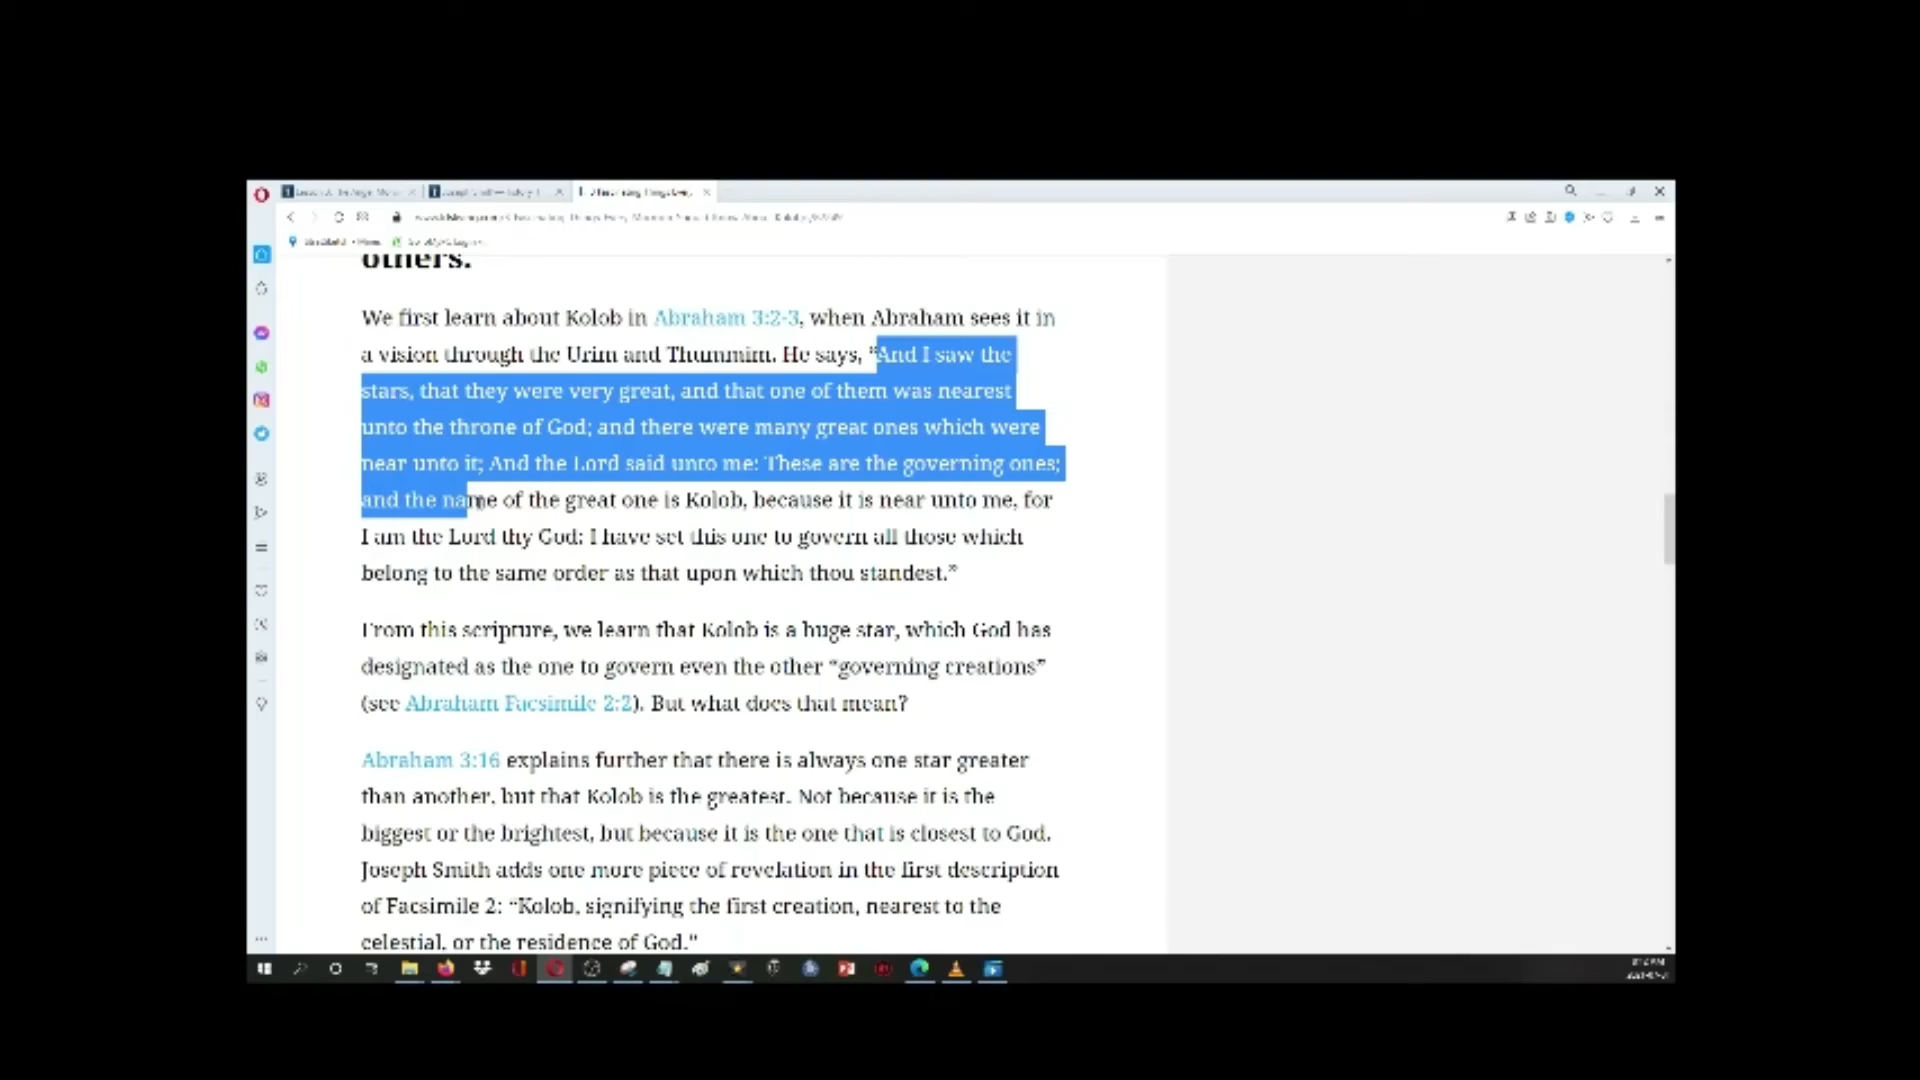 others.
We first learn about Kolob in Abraham 3:2-3, when Abraham sees it in
a vision through the Urim and Thummim. He says, “And I saw the
stars, that they were very great, and that one of them was nearest
unto the throne of God; and there were many great ones which were
near unto it; And the Lord said unto me: These are the governing ones;
and the name of the great one is Kolob, because it is near unto me, for
I am the Lord thy God: I have set this one to govern all those which
belong to the same order as that upon which thou standest.”
From this scripture, we learn that Kolob is a huge star, which God has
designated as the one to govern even the other “governing creations”
(see Abraham Facsimile 2:2). But what does that mean?
Abraham 3:16 explains further that there is always one star greater
than another, but that Kolob is the greatest. Not because it is the
biggest or the brightest, but because it is the one that is closest to God.
Joseph Smith adds one more piece of revelation in the first description
of Facsimile 2: “Kolob, signifying the first creation, nearest to the
celestial, or the residence of God.”